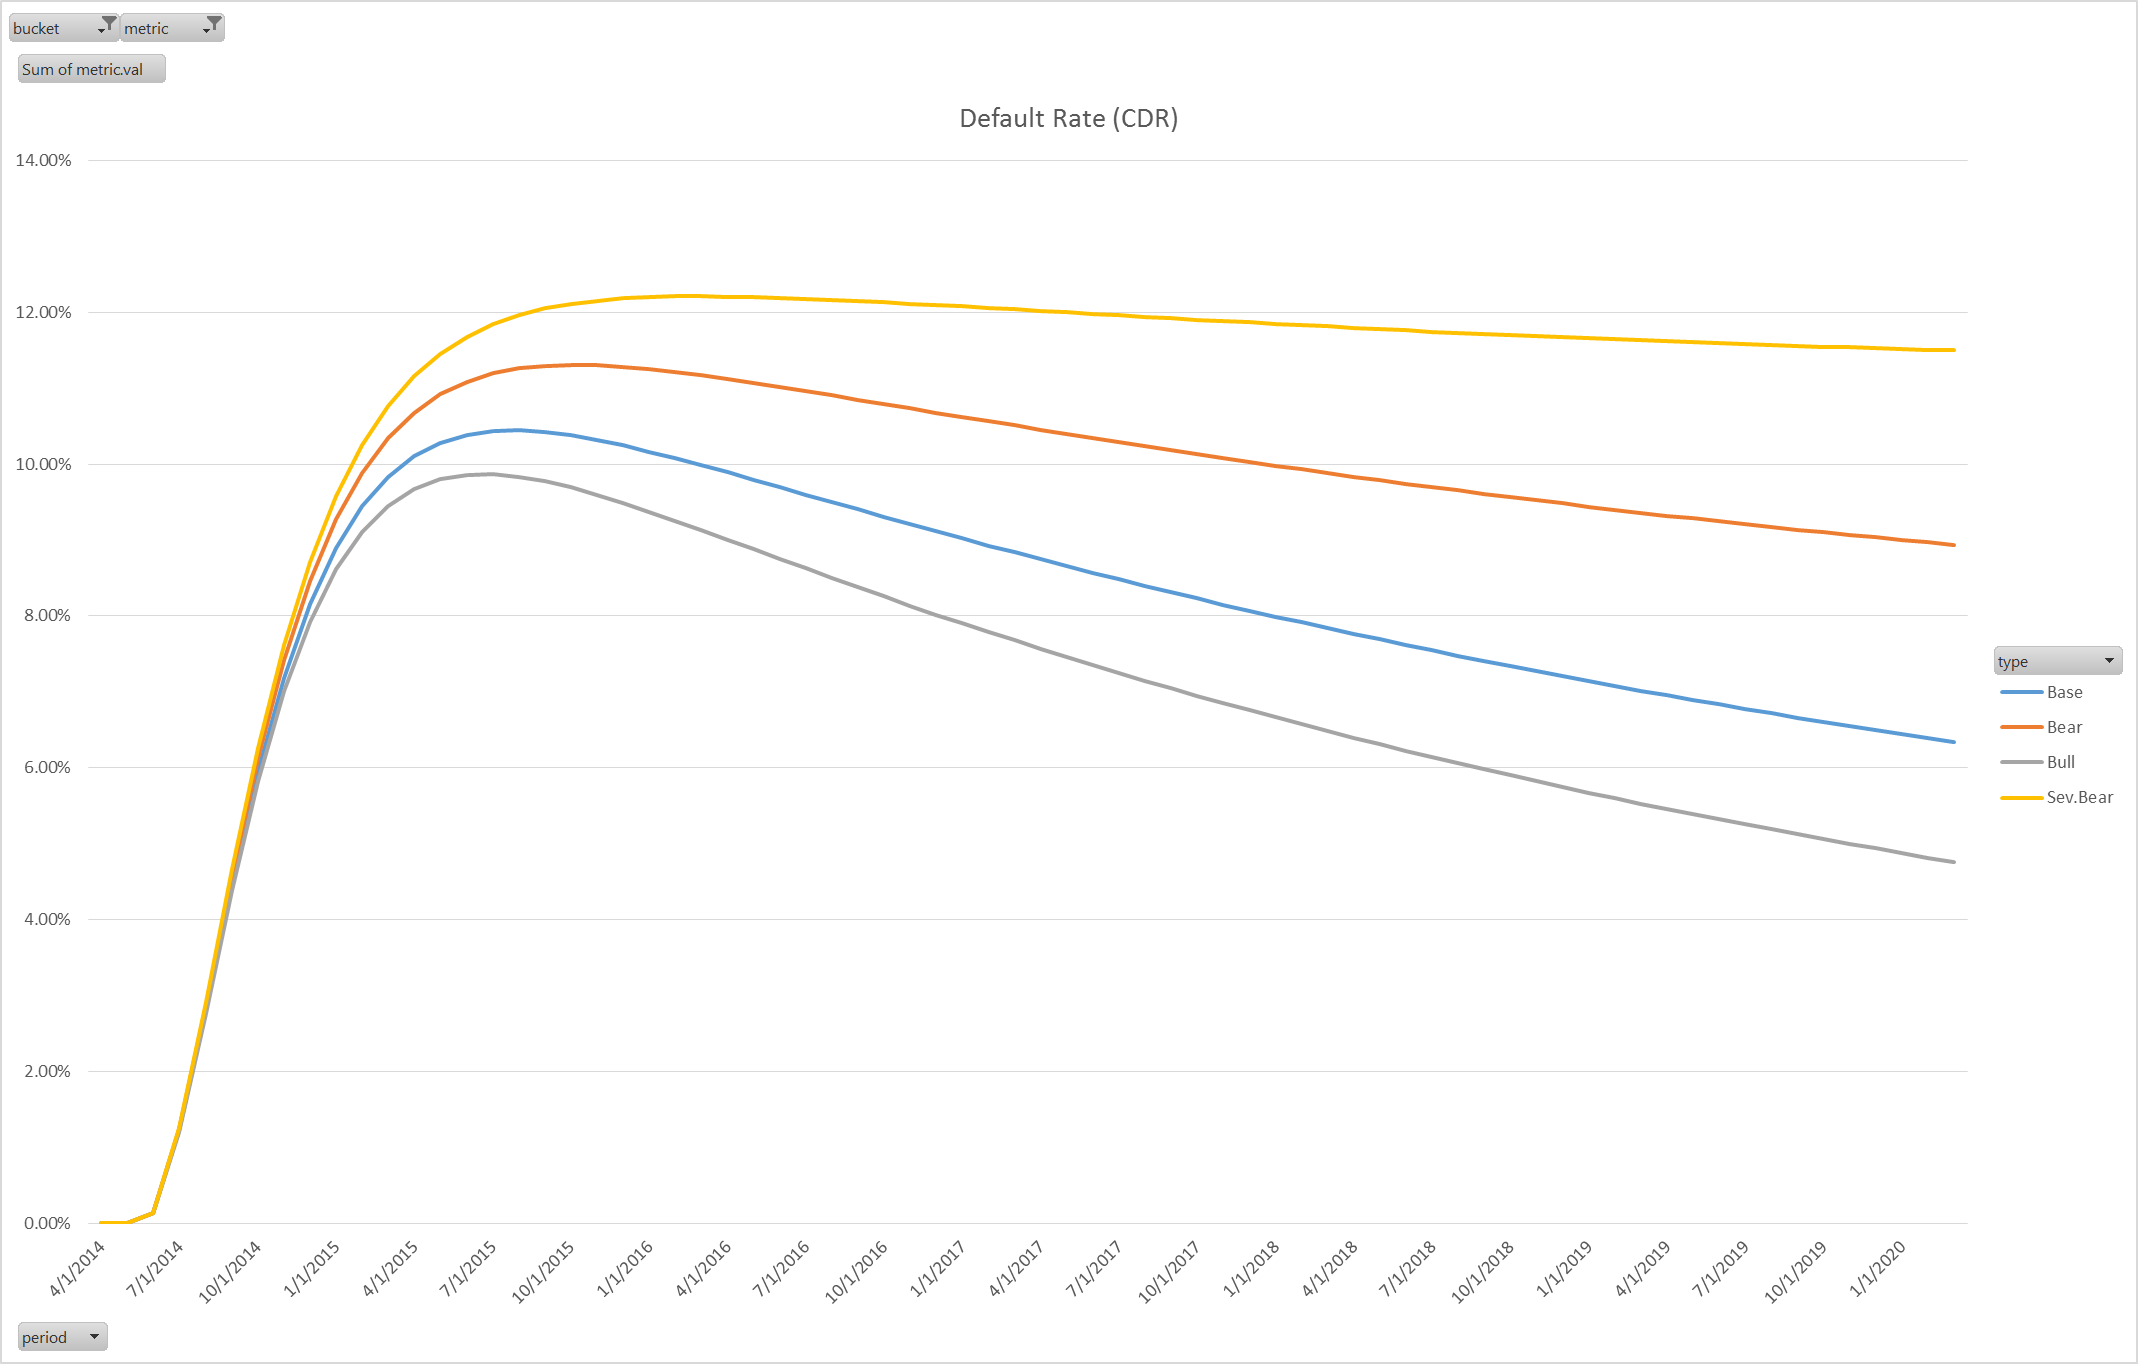 bucket metric
Sum of metric.val
Default Rate (CDR)
14.00%
12.00%
10.00%
8.00%
6.00%
4.00%
2.00%
0.00%
4/1/2014 7/1/2014 10/1/2014 1/1/2015 4/1/2015 7/1/2015 10/1/2015 1/1/2016 4/1/2016 7/1/2016 10/1/2016 1/1/2017 4/1/2017 7/1/2017 10/1/2017 1/1/2018 4/1/2018 7/1/2018 10/1/2018 1/1/2019 4/1/2019 7/1/2019 10/1/2019 1/1/2020
type
Base
Bear
Bull
Sev.Bear
period